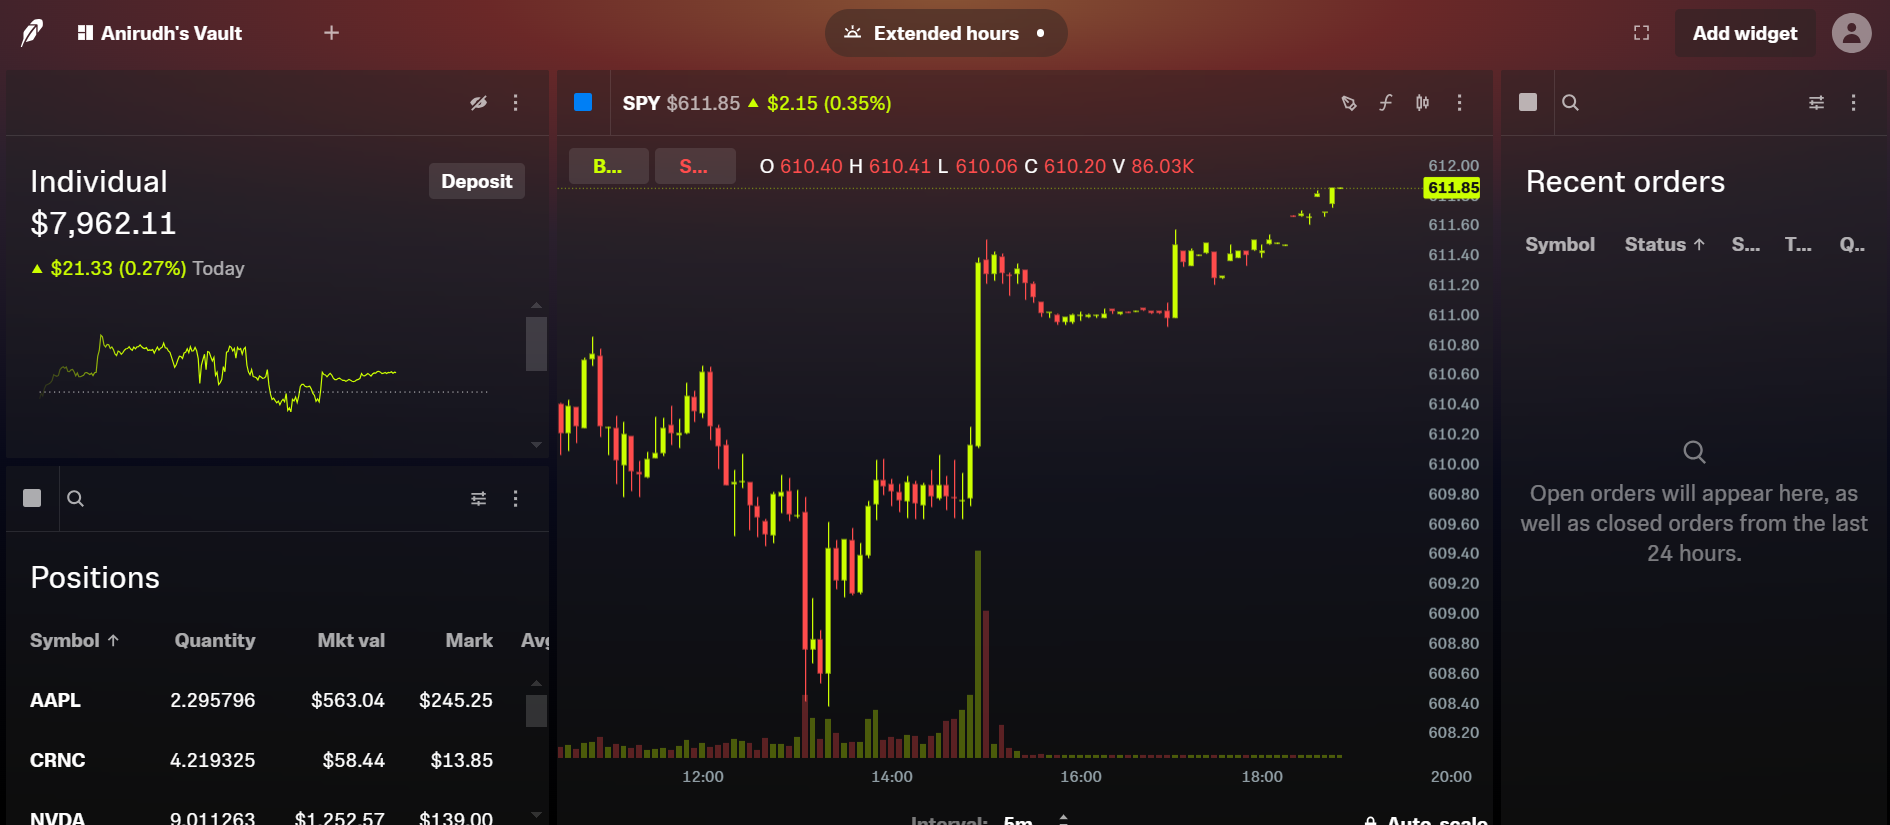 Anirudh's Vault
Extended hours
Add widget
Individual
Deposit
$7,962.11
$21.33 (0.27%) Today
Positions
Symbol ↑ Quantity Mkt val Mark Avg
AAPL 2.295796 $563.04 $245.25
CRNC 4.219325 $58.44 $13.85
NVDA 9.011263 $1,252.57 $139.00
SPY $611.85 ▲ $2.15 (0.35%)
B... S... O 610.40 H 610.41 L 610.06 C 610.20 V 86.03K
612.00
611.85
611.60
611.40
611.20
611.00
610.80
610.60
610.40
610.20
610.00
609.80
609.60
609.40
609.20
609.00
608.80
608.60
608.40
608.20
12:00 14:00 16:00 18:00 20:00
Interval: 5m Auto-scale
Recent orders
Symbol Status ↑ S... T... Q..
Open orders will appear here, as
well as closed orders from the last
24 hours.